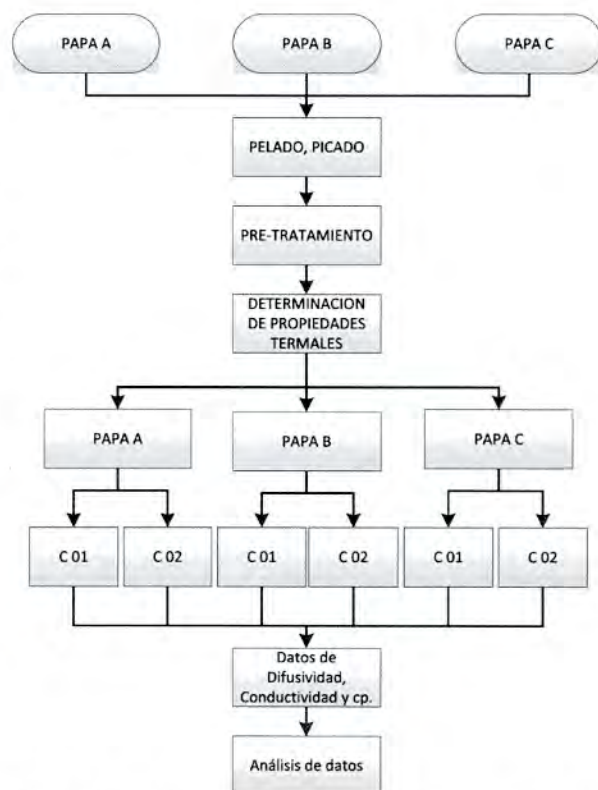 PAPA A
PAPA B
PAPA C
PELADO, PICADO
PRE-TRATAMIENTO
DETERMINACION
DE PROPIEDADES
TERMALES
PAPA A
PAPA B
PAPA C
C 01
C 02
C 01
C 02
C 01
C 02
Datos de
Difusividad,
Conductividad y cp.
Análisis de datos